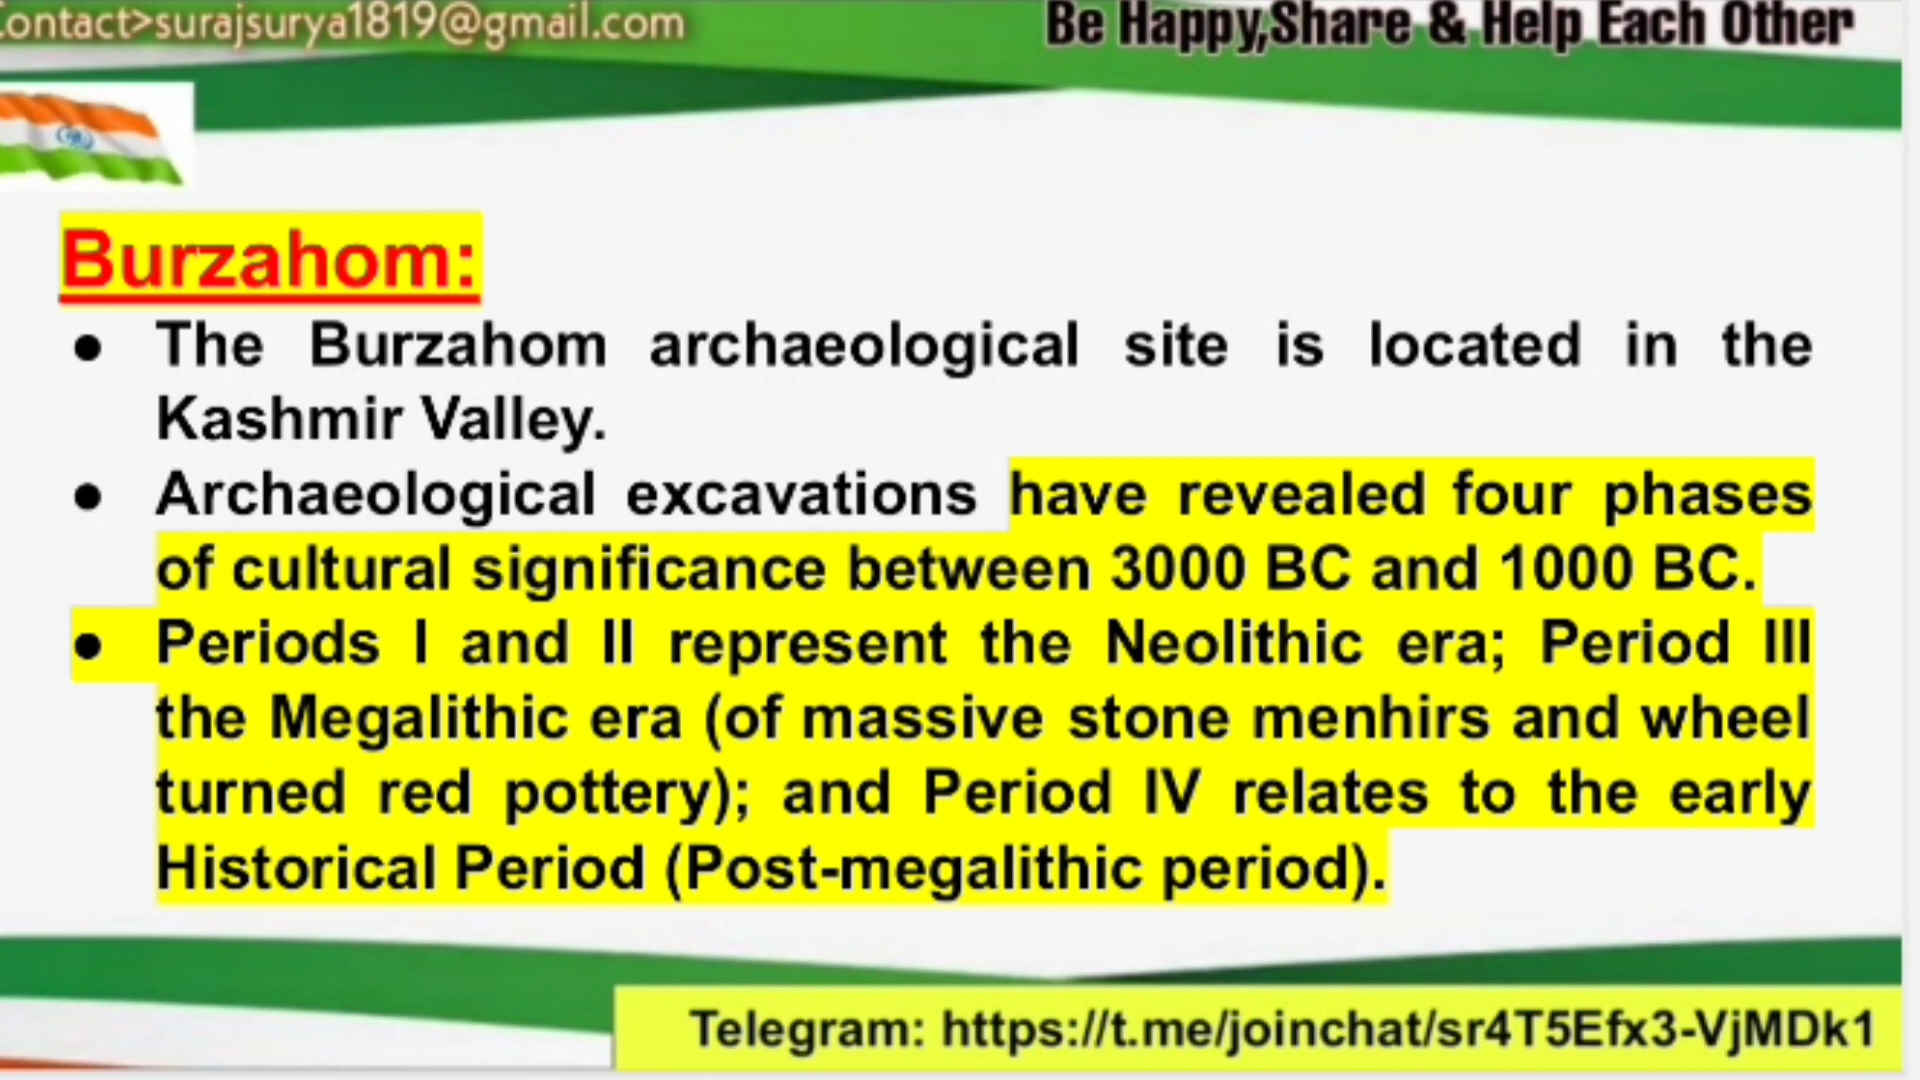 contact>surajsurya1819@gmail.com
Be Happy,Share & Help Each Other
Burzahom:
● The Burzahom archaeological site is located in the
Kashmir Valley.
● Archaeological excavations have revealed four phases
of cultural significance between 3000 BC and 1000 BC.
● Periods I and II represent the Neolithic era; Period III
the Megalithic era (of massive stone menhirs and wheel
turned red pottery); and Period IV relates to the early
Historical Period (Post-megalithic period).
Telegram: https://t.me/joinchat/sr4T5Efx3-VjMDk1